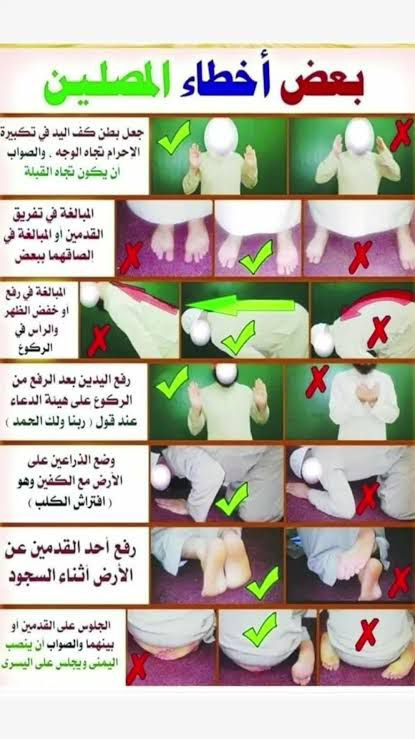 بعض أخطاء المصلين
جعل بطن كف اليد في تكبيرة
الإحرام تجاه الوجه . والصواب
ان يكون تجاه القبلة
المبالغة في تفريق
القدمين او المبالغة في
الصاقهما ببعض
المبالغة في رفع
او خفض الظهر
والراس في
الركوع
رفع اليدين بعد الرفع من
الركوع على هيئة الدعاء
عند قول ( ربنا ولك الحمد )
وضع الذراعين على
الأرض مع الكفين وهو
( افتراش الكلب )
رفع أحد القدمين عن
الأرض أثناء السجود
الجلوس على القدمين او
بينهما والصواب أن ينصب
اليمنى ويجلس على اليسرى